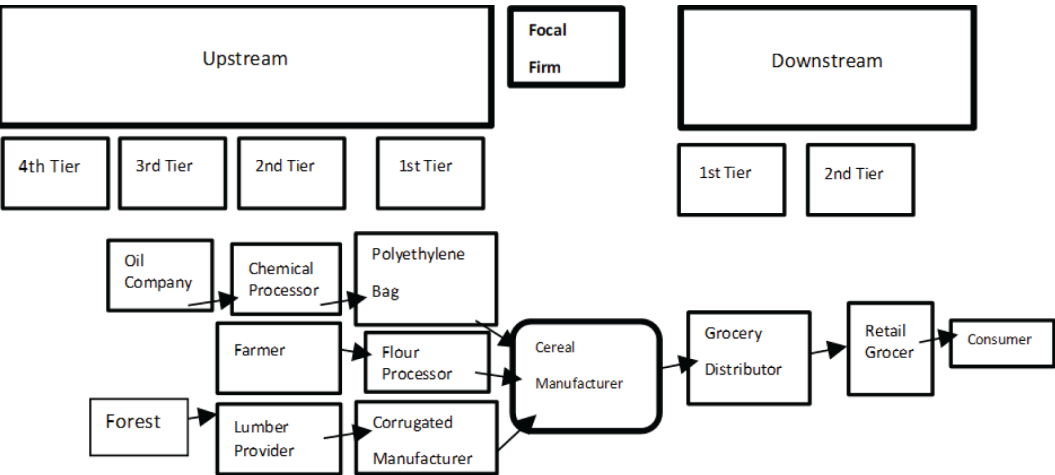 Upstream
Focal
Firm
Downstream
4th Tier
3rd Tier
2nd Tier
1st Tier
1st Tier
2nd Tier
Oil
Company
Chemical
Processor
Polyethylene
Bag
Farmer
Flour
Processor
Cereal
Manufacturer
Grocery
Distributor
Retail
Grocer
Consumer
Forest
Lumber
Provider
Corrugated
Manufacturer